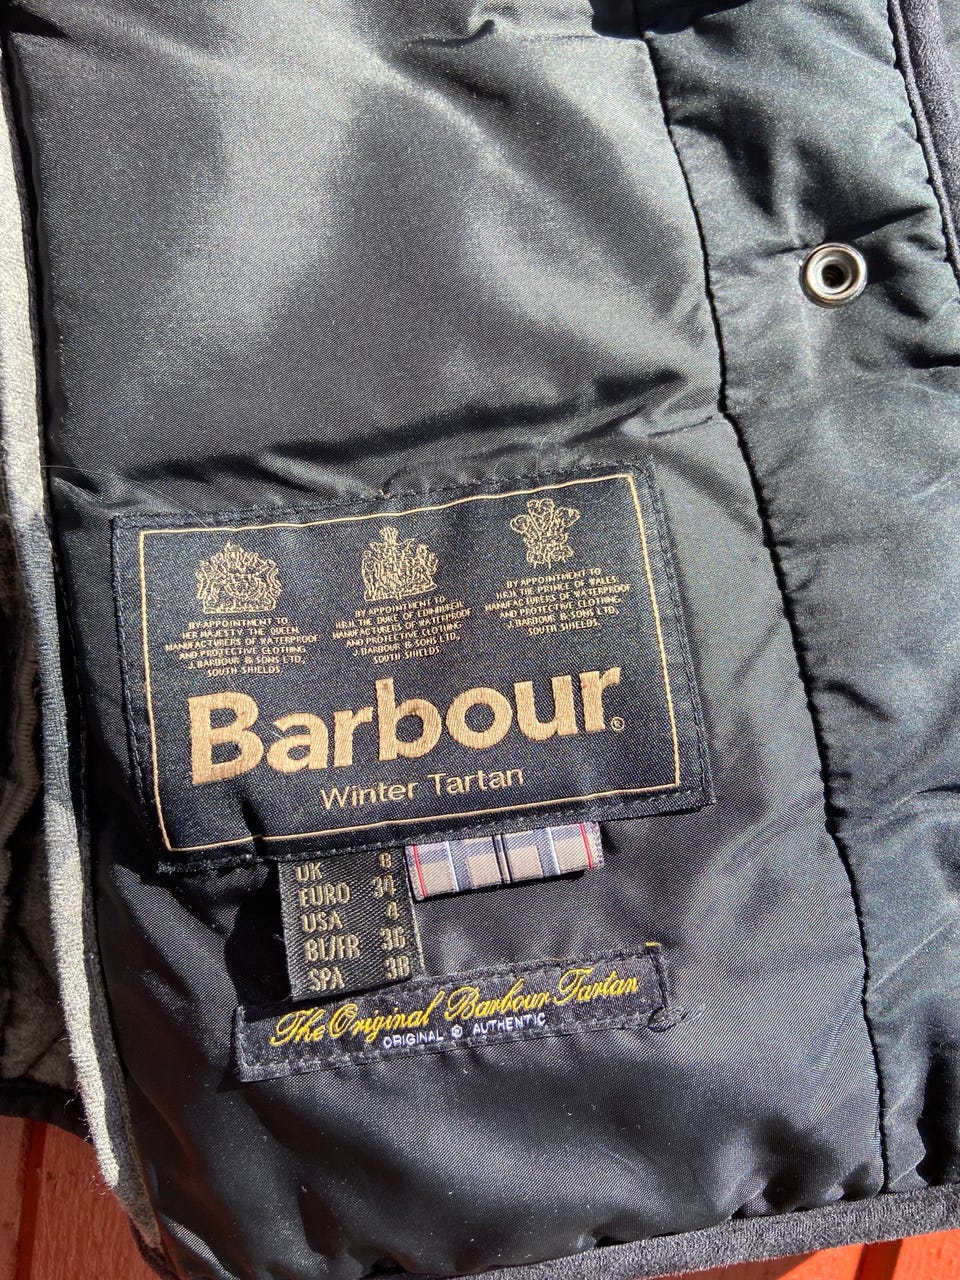 BY APPOINTMENT TO
HER MAJESTY THE QUEEN
MANUFACTURERS OF WATERPROOF
AND PROTECTIVE CLOTHING
J. BARBOUR & SONS LTD,
SOUTH SHIELDS
BY APPOINTMENT TO
H.R.H. THE DUKE OF EDINBURGH
MANUFACTURERS OF WATERPROOF
AND PROTECTIVE CLOTHING
J. BARBOUR & SONS LTD,
SOUTH SHIELDS
BY APPOINTMENT TO
H.R.H. THE PRINCE OF WALES,
MANUFACTURERS OF WATERPROOF
AND PROTECTIVE CLOTHING
J. BARBOUR & SONS LTD,
SOUTH SHIELDS.
Barbour®
Winter Tartan
UK 8
EURO 34
USA 4
BL/FR 36
SPA 38
The Original Barbour Tartan
ORIGINAL ® AUTHENTIC